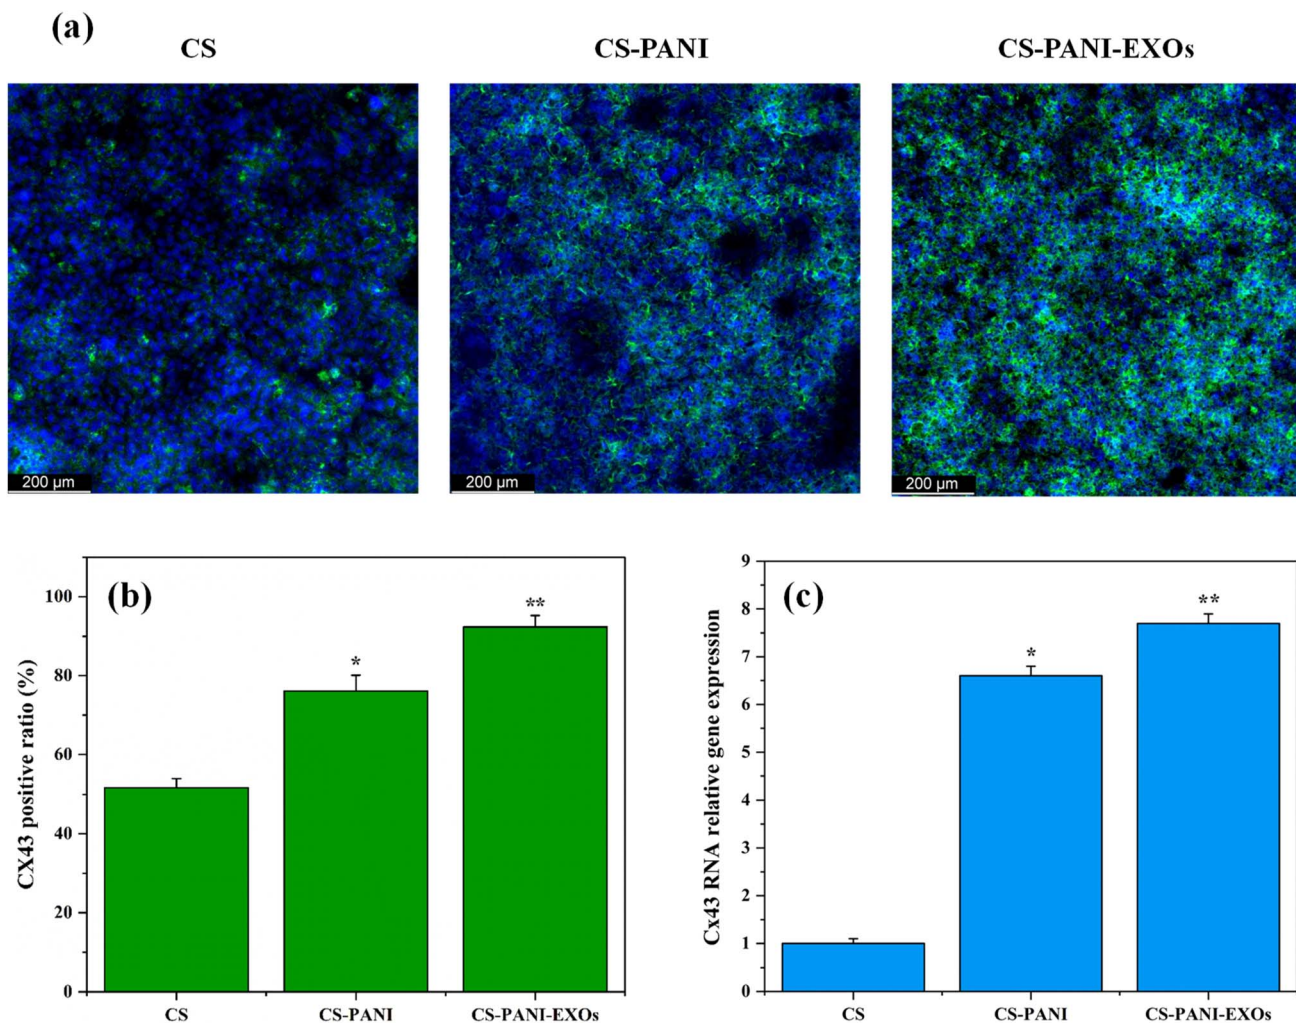 (a)
CS
CS-PANI
CS-PANI-EXOs
200 µm
200 µm
200 µm
(b)
CX43 positive ratio (%)
100
80
60
40
20
0
*
**
CS
CS-PANI
CS-PANI-EXOs
(c)
Cx43 RNA relative gene expression
9
8
7
6
5
4
3
2
1
0
*
**
CS
CS-PANI
CS-PANI-EXOs